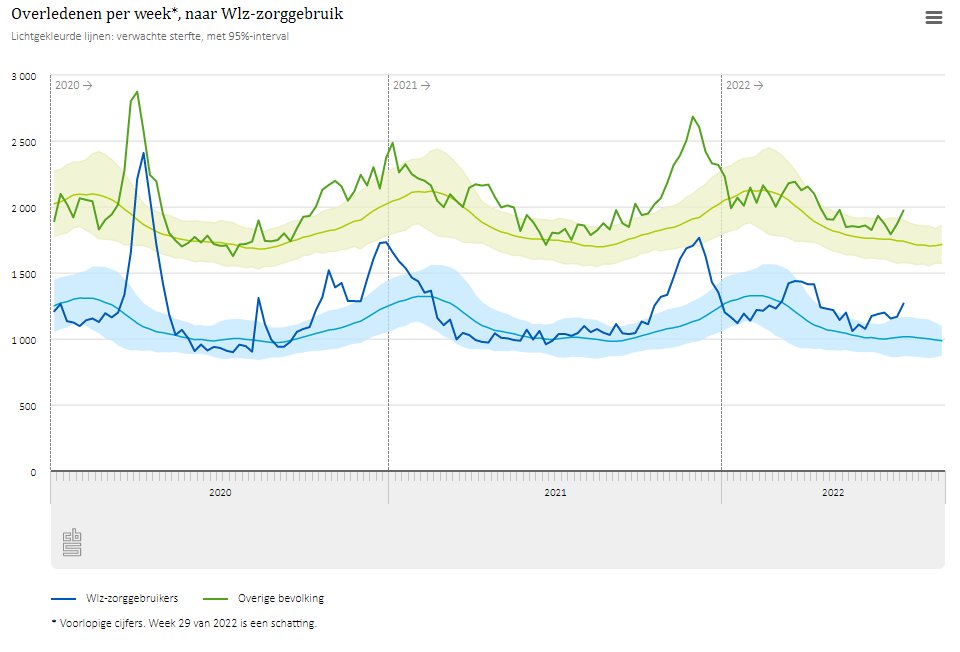 Overledenen per week*, naar Wlz-zorggebruik
Lichtgekleurde lijnen: verwachte sterfte, met 95%-interval
3 000
2 500
2 000
1 500
1 000
500
0
2020 →
2021 →
2022 →
2020
2021
2022
cbs
Wlz-zorggebruikers
Overige bevolking
* Voorlopige cijfers. Week 29 van 2022 is een schatting.